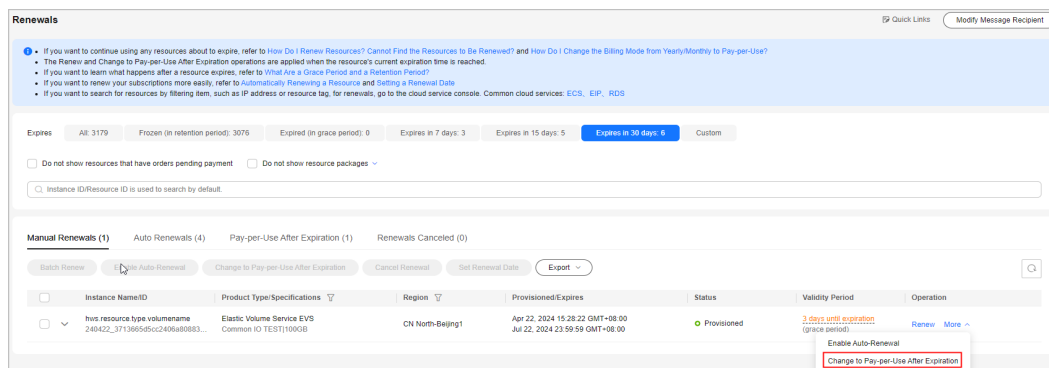 Renewals
Quick Links
Modify Message Recipient
• If you want to continue using any resources about to expire, refer to How Do I Renew Resources? Cannot Find the Resources to Be Renewed? and How Do I Change the Billing Mode from Yearly/Monthly to Pay-per-Use?
• The Renew and Change to Pay-per-Use After Expiration operations are applied when the resource's current expiration time is reached.
• If you want to learn what happens after a resource expires, refer to What Are a Grace Period and a Retention Period?
• If you want to renew your subscriptions more easily, refer to Automatically Renewing a Resource and Setting a Renewal Date
• If you want to search for resources by filtering item, such as IP address or resource tag, for renewals, go to the cloud service console. Common cloud services: ECS、EIP、RDS
Expires All: 3179 Frozen (in retention period): 3076 Expired (in grace period): 0 Expires in 7 days: 3 Expires in 15 days: 5 Expires in 30 days: 6 Custom
Do not show resources that have orders pending payment Do not show resource packages
Instance ID/Resource ID is used to search by default.
Manual Renewals (1) Auto Renewals (4) Pay-per-Use After Expiration (1) Renewals Canceled (0)
Batch Renew Enable Auto-Renewal Change to Pay-per-Use After Expiration Cancel Renewal Set Renewal Date Export
Instance Name/ID Product Type/Specifications Region Provisioned/Expires Status Validity Period Operation
hws.resource.type.volumename Elastic Volume Service EVS CN North-Beijing1 Apr 22, 2024 15:28:22 GMT+08:00 Provisioned 3 days until expiration Renew More
240422_3713665d5cc2406a80883... Common IO TEST|100GB Jul 22, 2024 23:59:59 GMT+08:00 (grace period)
Enable Auto-Renewal
Change to Pay-per-Use After Expiration